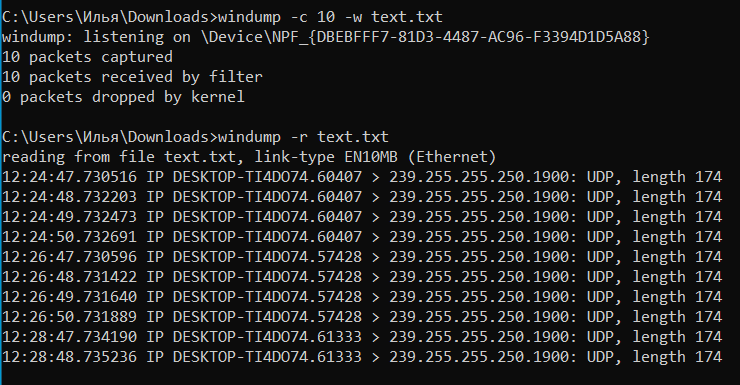 C:\Users\Илья\Downloads>windump -c 10 -w text.txt
windump: listening on \Device\NPF_{DBEBFFF7-81D3-4487-AC96-F3394D1D5A88}
10 packets captured
10 packets received by filter
0 packets dropped by kernel
C:\Users\Илья\Downloads>windump -r text.txt
reading from file text.txt, link-type EN10MB (Ethernet)
12:24:47.730516 IP DESKTOP-TI4DO74.60407 > 239.255.255.250.1900: UDP, length 174
12:24:48.732203 IP DESKTOP-TI4DO74.60407 > 239.255.255.250.1900: UDP, length 174
12:24:49.732473 IP DESKTOP-TI4DO74.60407 > 239.255.255.250.1900: UDP, length 174
12:24:50.732691 IP DESKTOP-TI4DO74.60407 > 239.255.255.250.1900: UDP, length 174
12:26:47.730596 IP DESKTOP-TI4DO74.57428 > 239.255.255.250.1900: UDP, length 174
12:26:48.731422 IP DESKTOP-TI4DO74.57428 > 239.255.255.250.1900: UDP, length 174
12:26:49.731640 IP DESKTOP-TI4DO74.57428 > 239.255.255.250.1900: UDP, length 174
12:26:50.731889 IP DESKTOP-TI4DO74.57428 > 239.255.255.250.1900: UDP, length 174
12:28:47.734190 IP DESKTOP-TI4DO74.61333 > 239.255.255.250.1900: UDP, length 174
12:28:48.735236 IP DESKTOP-TI4DO74.61333 > 239.255.255.250.1900: UDP, length 174